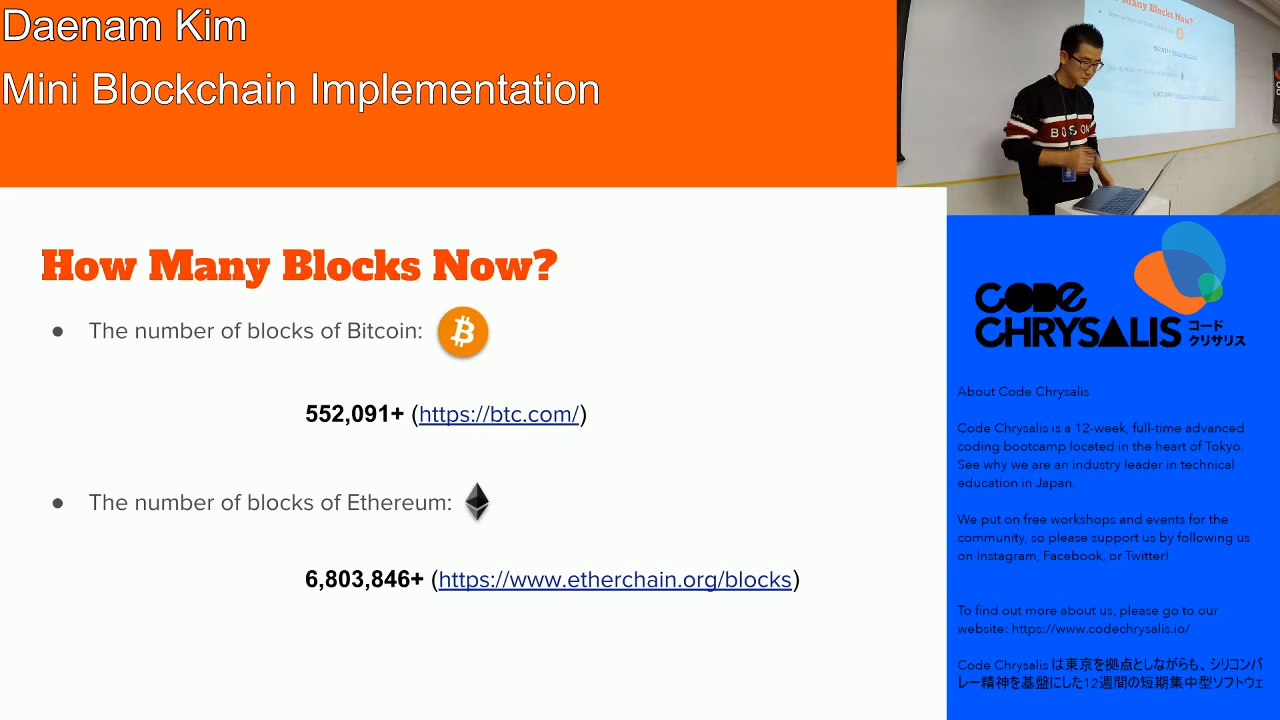 Daenam Kim
Mini Blockchain Implementation
How Many Blocks Now?
• The number of blocks of Bitcoin:
552,091+ (https://btc.com/)
• The number of blocks of Ethereum:
6,803,846+ (https://www.etherchain.org/blocks)
Many Blocks Now?
BOSTON
CODE
CHRYSALIS コード
クリサリス
About Code Chrysalis
Code Chrysalis is a 12-week, full-time advanced
coding bootcamp located in the heart of Tokyo.
See why we are an industry leader in technical
education in Japan.
We put on free workshops and events for the
community, so please support us by following us
on Instagram, Facebook, or Twitter!
To find out more about us, please go to our
website: https://www.codechrysalis.io/
Code Chrysalis は東京を拠点としながらも、シリコンバ
レー精神を基盤にした12週間の短期集中型ソフトウェ